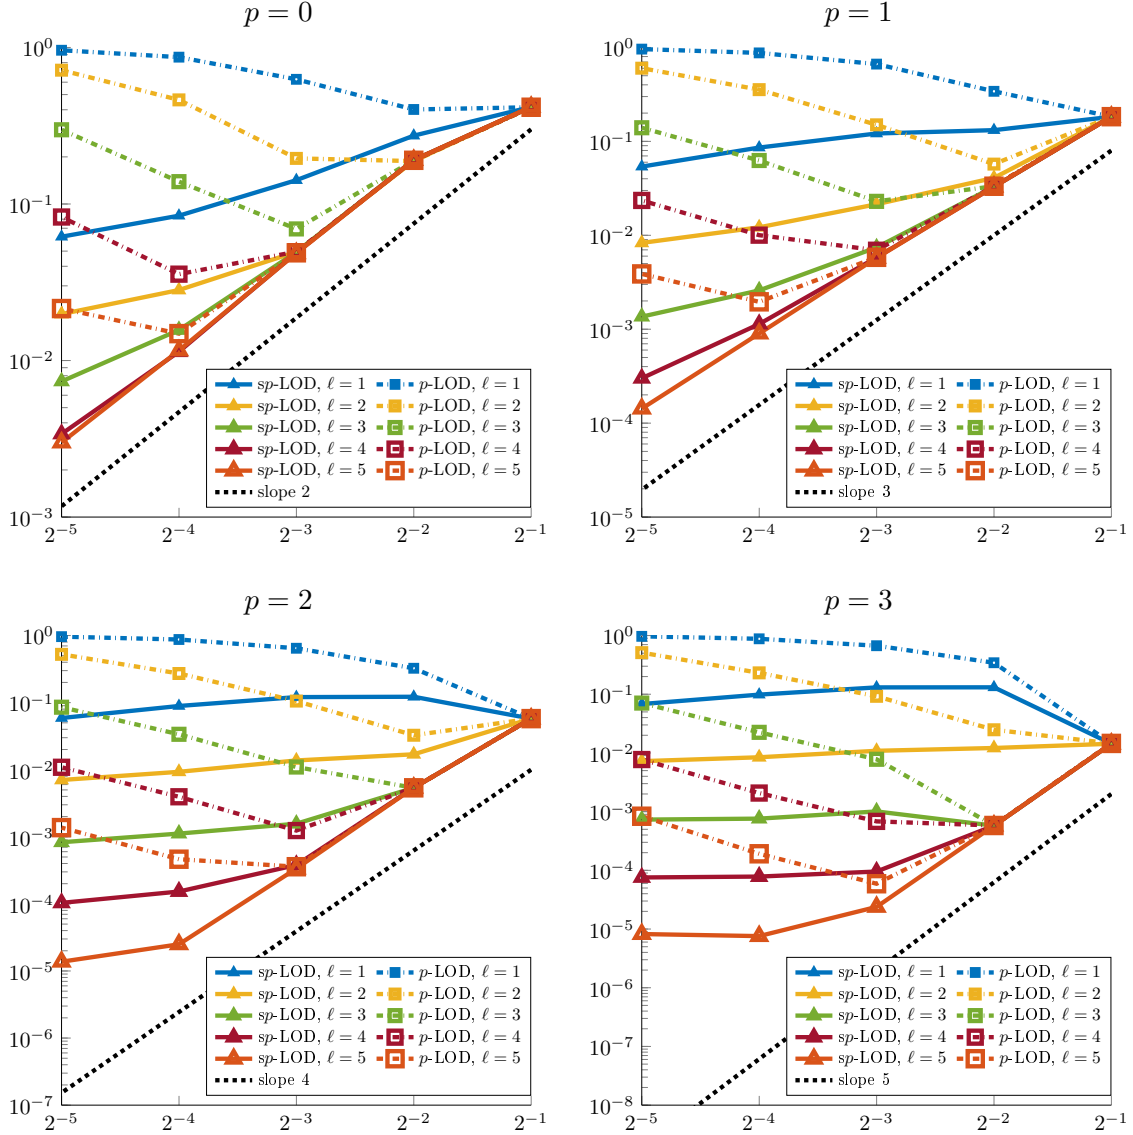 p = 0
10^0
10^−1
10^−2
10^−3
2^−5 2^−4 2^−3 2^−2 2^−1
sp-LOD, ℓ = 1 p-LOD, ℓ = 1
sp-LOD, ℓ = 2 p-LOD, ℓ = 2
sp-LOD, ℓ = 3 p-LOD, ℓ = 3
sp-LOD, ℓ = 4 p-LOD, ℓ = 4
sp-LOD, ℓ = 5 p-LOD, ℓ = 5
slope 2
p = 1
10^0
10^−1
10^−2
10^−3
10^−4
10^−5
2^−5 2^−4 2^−3 2^−2 2^−1
sp-LOD, ℓ = 1 p-LOD, ℓ = 1
sp-LOD, ℓ = 2 p-LOD, ℓ = 2
sp-LOD, ℓ = 3 p-LOD, ℓ = 3
sp-LOD, ℓ = 4 p-LOD, ℓ = 4
sp-LOD, ℓ = 5 p-LOD, ℓ = 5
slope 3
p = 2
10^0
10^−1
10^−2
10^−3
10^−4
10^−5
10^−6
10^−7
2^−5 2^−4 2^−3 2^−2 2^−1
sp-LOD, ℓ = 1 p-LOD, ℓ = 1
sp-LOD, ℓ = 2 p-LOD, ℓ = 2
sp-LOD, ℓ = 3 p-LOD, ℓ = 3
sp-LOD, ℓ = 4 p-LOD, ℓ = 4
sp-LOD, ℓ = 5 p-LOD, ℓ = 5
slope 4
p = 3
10^0
10^−1
10^−2
10^−3
10^−4
10^−5
10^−6
10^−7
10^−8
2^−5 2^−4 2^−3 2^−2 2^−1
sp-LOD, ℓ = 1 p-LOD, ℓ = 1
sp-LOD, ℓ = 2 p-LOD, ℓ = 2
sp-LOD, ℓ = 3 p-LOD, ℓ = 3
sp-LOD, ℓ = 4 p-LOD, ℓ = 4
sp-LOD, ℓ = 5 p-LOD, ℓ = 5
slope 5